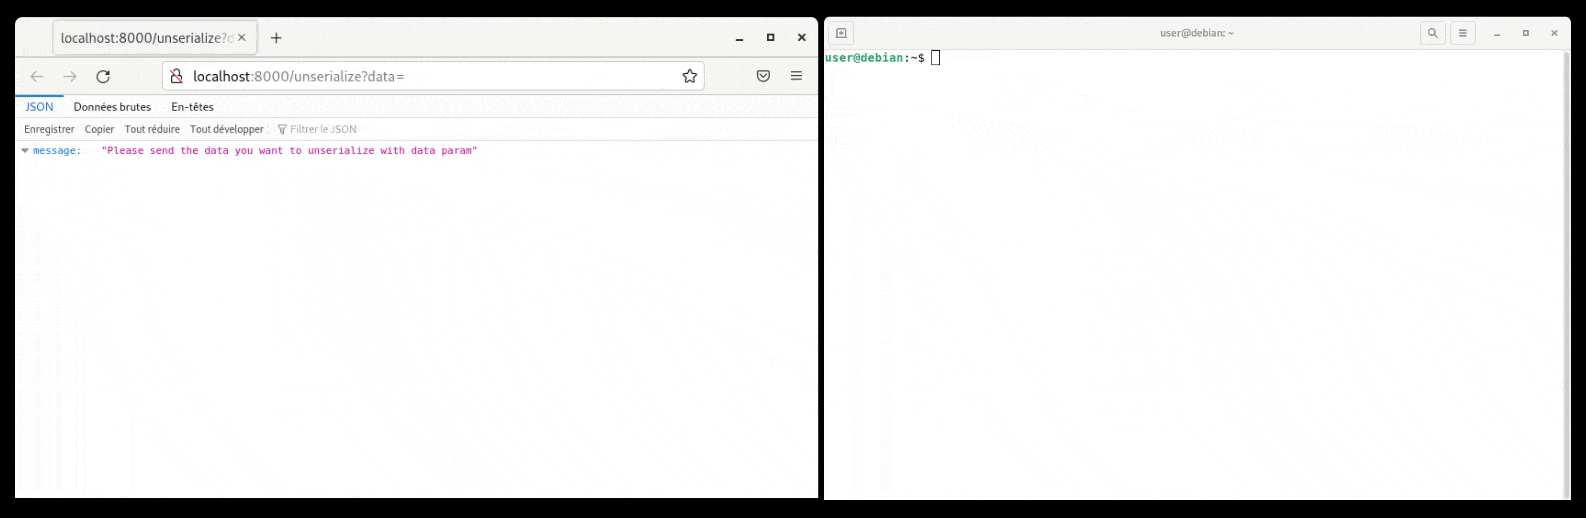 localhost:8000/unserialize?d
localhost:8000/unserialize?data=
JSON Données brutes En-têtes
Enregistrer Copier Tout réduire Tout développer Filtrer le JSON
message: "Please send the data you want to unserialize with data param"
user@debian: ~
user@debian:~$